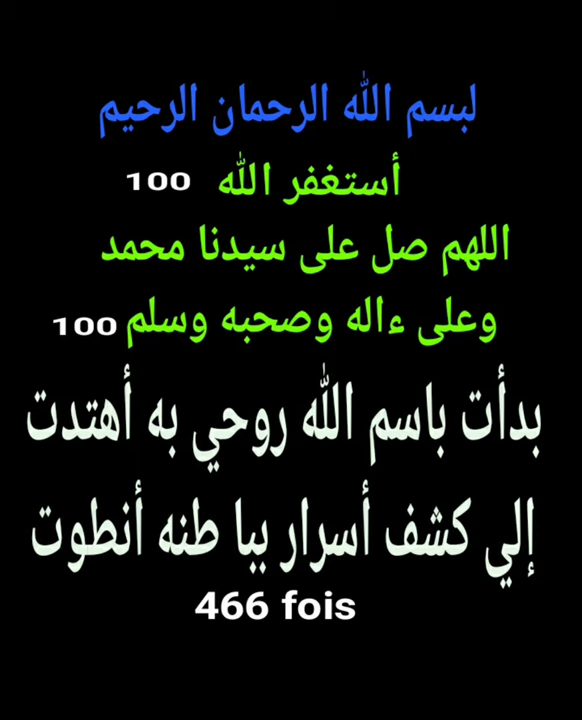 لبسم الله الرحمان الرحيم
أستغفر الله 100
اللهم صل على سيدنا محمد
وعلى ءاله وصحبه وسلم 100
بدأت باسم الله روحي به أهتدت
إلي كشف أسرار ببا طنه أنطوت
466 fois